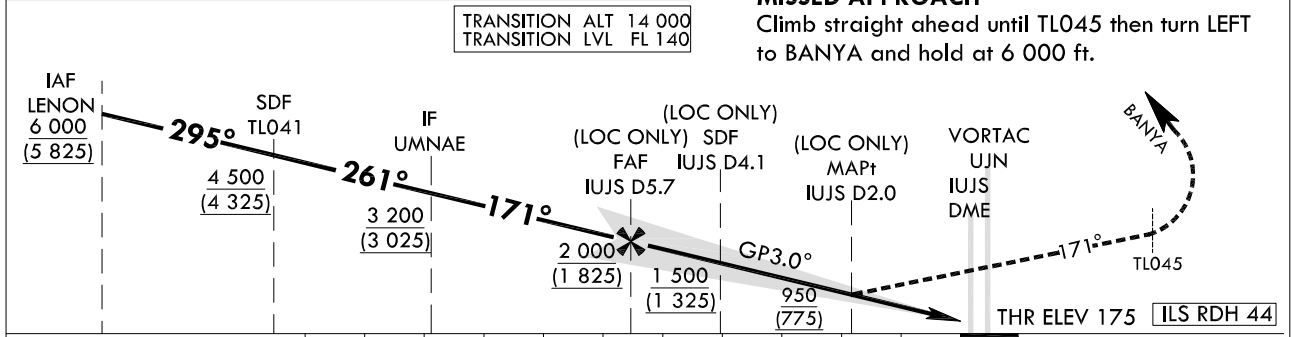 MISSED APPROACH
Climb straight ahead until TL045 then turn LEFT
to BANYA and hold at 6 000 ft.
TRANSITION ALT 14 000
TRANSITION LVL FL 140
IAF
LENON
6 000
(5 825)
295°
SDF
TL041
4 500
(4 325)
261°
IF
UMNAE
3 200
(3 025)
171°
(LOC ONLY)
FAF
IUJS D5.7
2 000
(1 825)
(LOC ONLY)
SDF
IUJS D4.1
1 500
(1 325)
GP3.0°
(LOC ONLY)
MAPt
IUJS D2.0
950
(775)
VORTAC
UJN
IUJS
DME
171°
TL045
BANYA
THR ELEV 175
ILS RDH 44